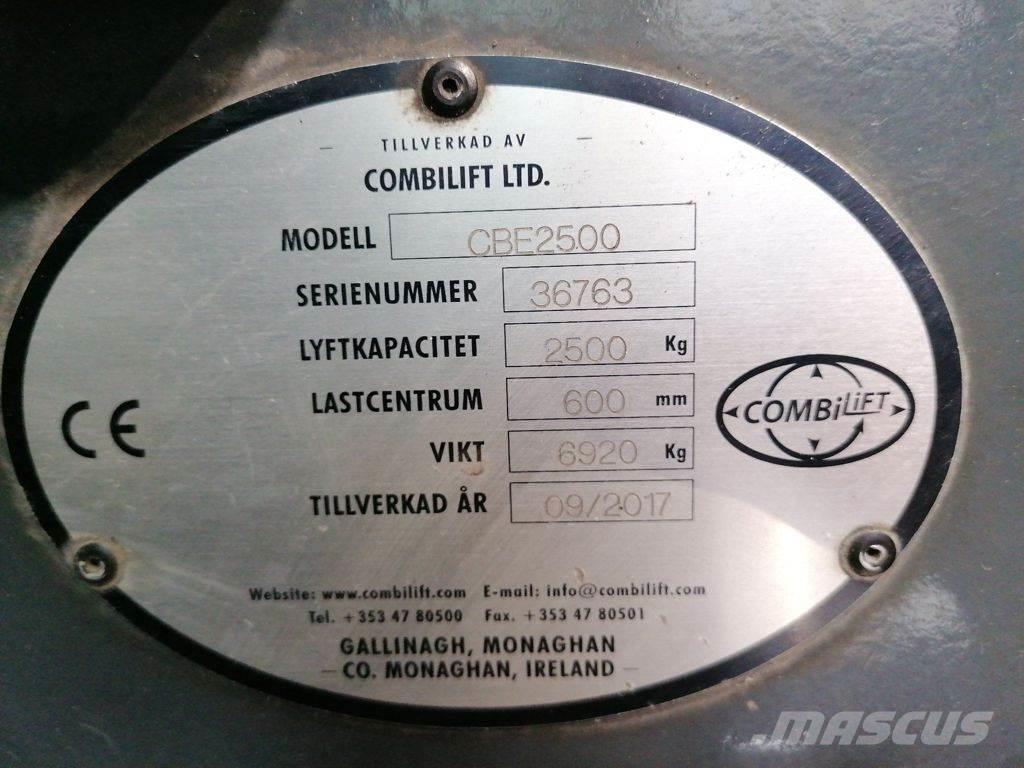 TILLVERKAD AV
COMBILIFT LTD.
MODELL CBE2500
SERIENUMMER 36763
LYFTKAPACITET 2500 Kg
LASTCENTRUM 600 mm
VIKT 6920 Kg
TILLVERKAD ÅR 09/2017
CE
COMBiLiFT
Website: www.combilift.com E-mail: info@combilift.com
Tel. +353 47 80500 Fax. +353 47 80501
GALLINAGH, MONAGHAN
CO. MONAGHAN, IRELAND
MASCUS